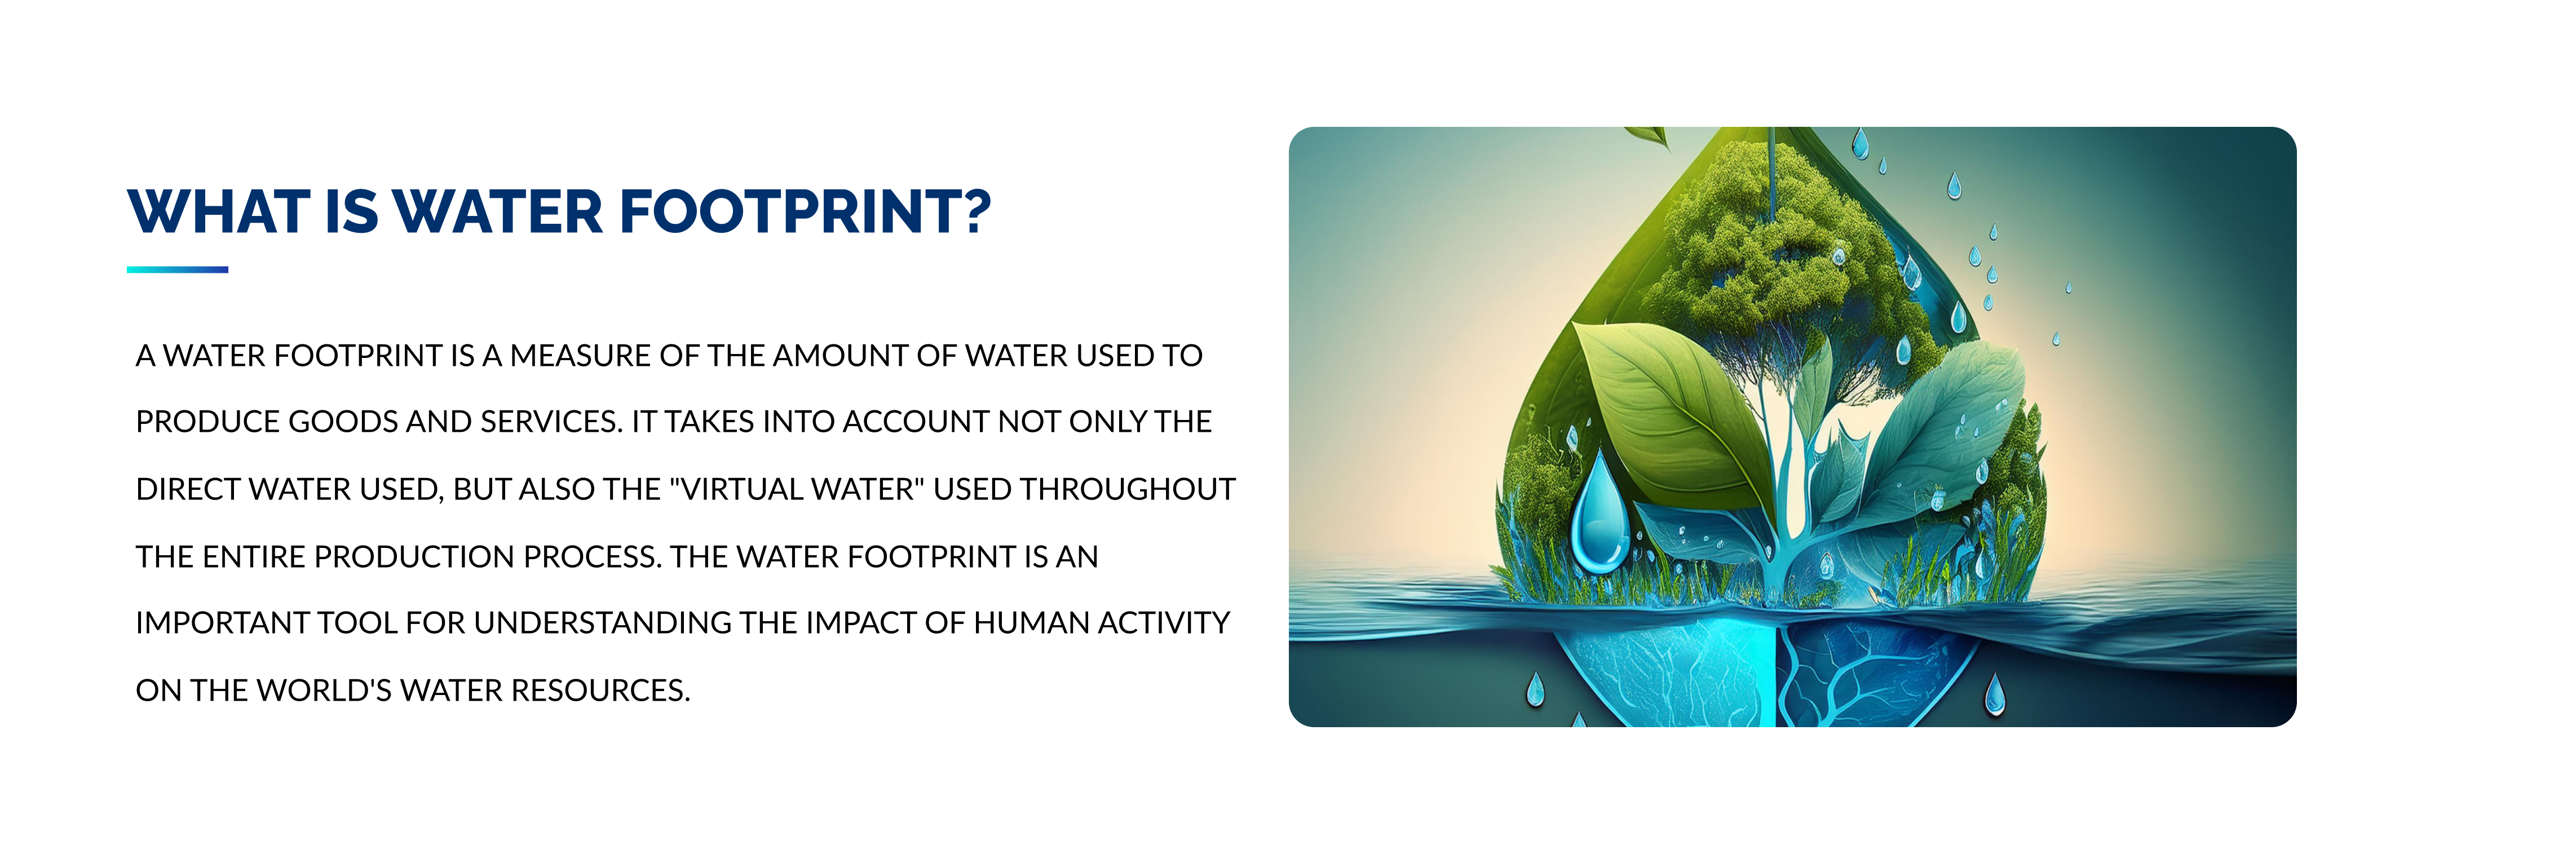 WHAT IS WATER FOOTPRINT?
A WATER FOOTPRINT IS A MEASURE OF THE AMOUNT OF WATER USED TO
PRODUCE GOODS AND SERVICES. IT TAKES INTO ACCOUNT NOT ONLY THE
DIRECT WATER USED, BUT ALSO THE "VIRTUAL WATER" USED THROUGHOUT
THE ENTIRE PRODUCTION PROCESS. THE WATER FOOTPRINT IS AN
IMPORTANT TOOL FOR UNDERSTANDING THE IMPACT OF HUMAN ACTIVITY
ON THE WORLD'S WATER RESOURCES.